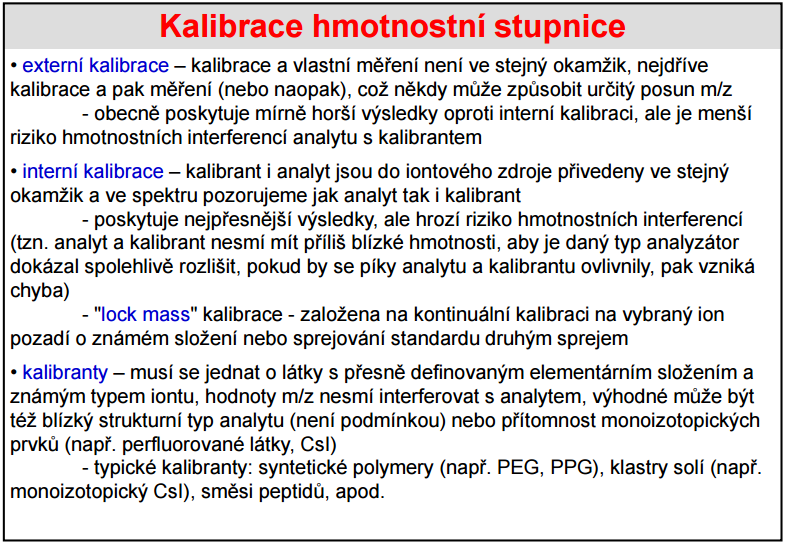 Kalibrace hmotnostní stupnice
• externí kalibrace – kalibrace a vlastní měření není ve stejný okamžik, nejdříve
kalibrace a pak měření (nebo naopak), což někdy může způsobit určitý posun m/z
- obecně poskytuje mírně horší výsledky oproti interní kalibraci, ale je menší
riziko hmotnostních interferencí analytu s kalibrantem
• interní kalibrace – kalibrant i analyt jsou do iontového zdroje přivedeny ve stejný
okamžik a ve spektru pozorujeme jak analyt tak i kalibrant
- poskytuje nejpřesnější výsledky, ale hrozí riziko hmotnostních interferencí
(tzn. analyt a kalibrant nesmí mít příliš blízké hmotnosti, aby je daný typ analyzátor
dokázal spolehlivě rozlišit, pokud by se píky analytu a kalibrantu ovlivnily, pak vzniká
chyba)
- "lock mass" kalibrace - založena na kontinuální kalibraci na vybraný ion
pozadí o známém složení nebo sprejování standardu druhým sprejem
• kalibranty – musí se jednat o látky s přesně definovaným elementárním složením a
známým typem iontu, hodnoty m/z nesmí interferovat s analytem, výhodné může být
též blízký strukturní typ analytu (není podmínkou) nebo přítomnost monoizotopických
prvků (např. perfluorované látky, CsI)
- typické kalibranty: syntetické polymery (např. PEG, PPG), klastry solí (např.
monoizotopický CsI), směsi peptidů, apod.